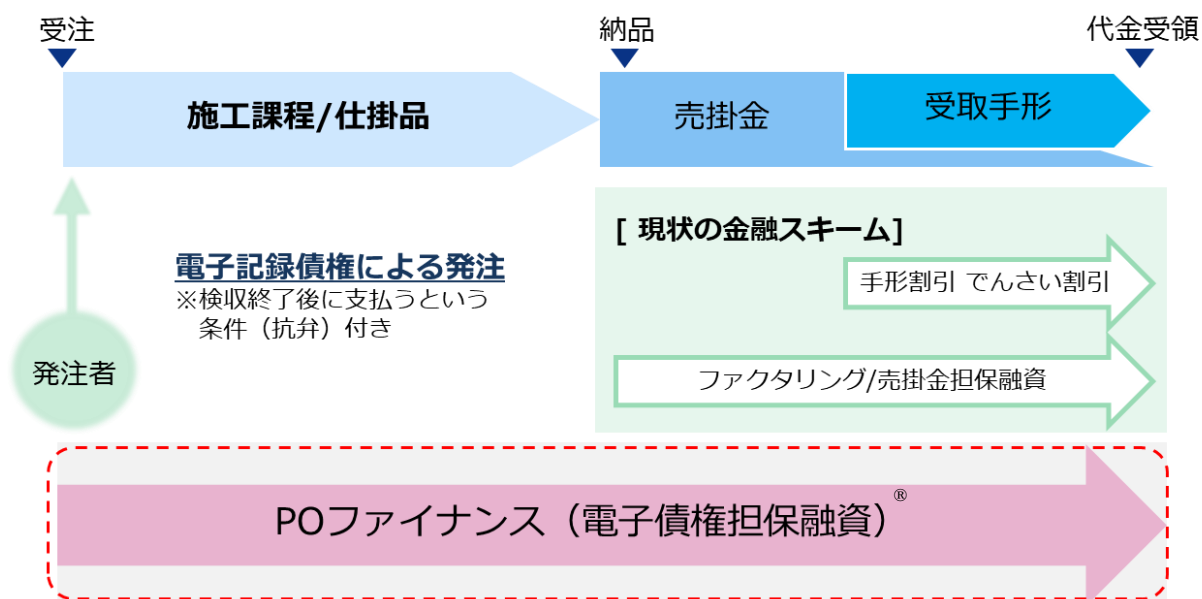 受注
納品
代金受領
施工課程/仕掛品
売掛金
受取手形
[ 現状の金融スキーム]
電子記録債権による発注
※検収終了後に支払うという
条件（抗弁）付き
手形割引 でんさい割引
発注者
ファクタリング/売掛金担保融資
POファイナンス（電子債権担保融資）®